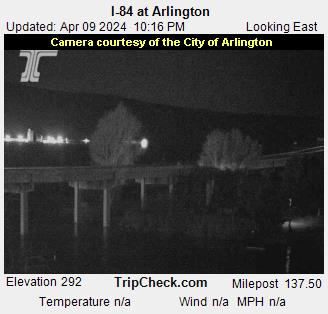 I-84 at Arlington
Updated: Apr 09 2024 10:16 PM Looking East
Camera courtesy of the City of Arlington
Elevation 292 TripCheck.com Milepost 137.50
Temperature n/a Wind n/a MPH n/a